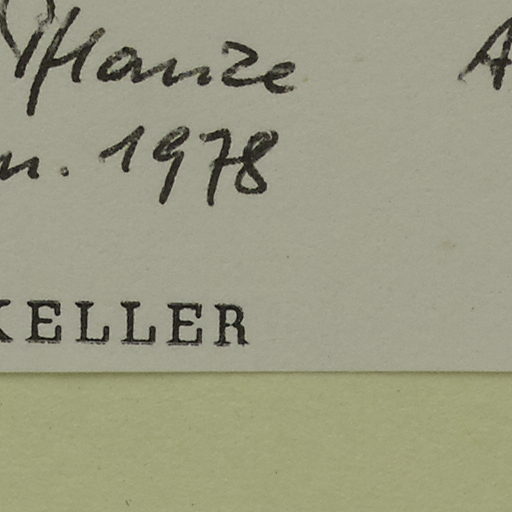 Pflanze A
n. 1978
KELLER